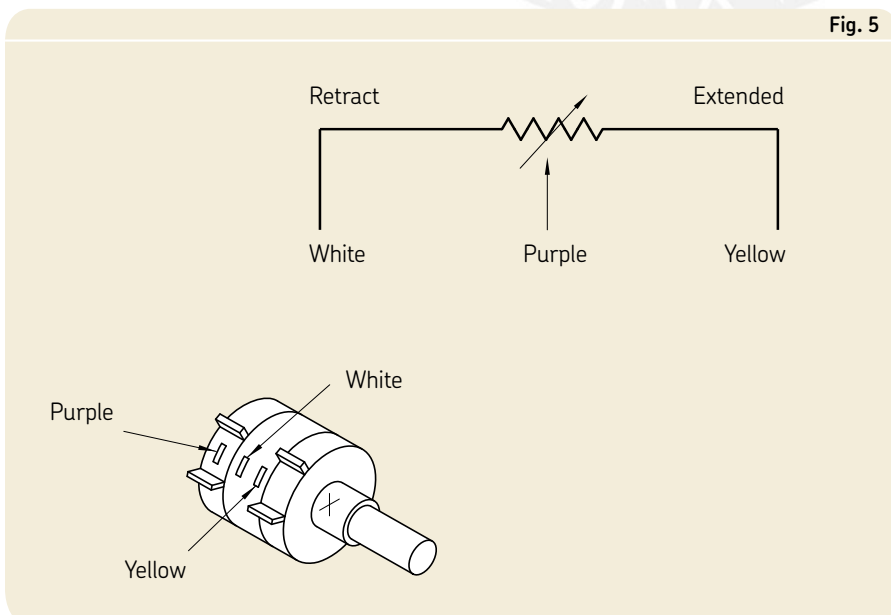 Fig. 5
Retract Extended
White Purple Yellow
White
Purple
Yellow